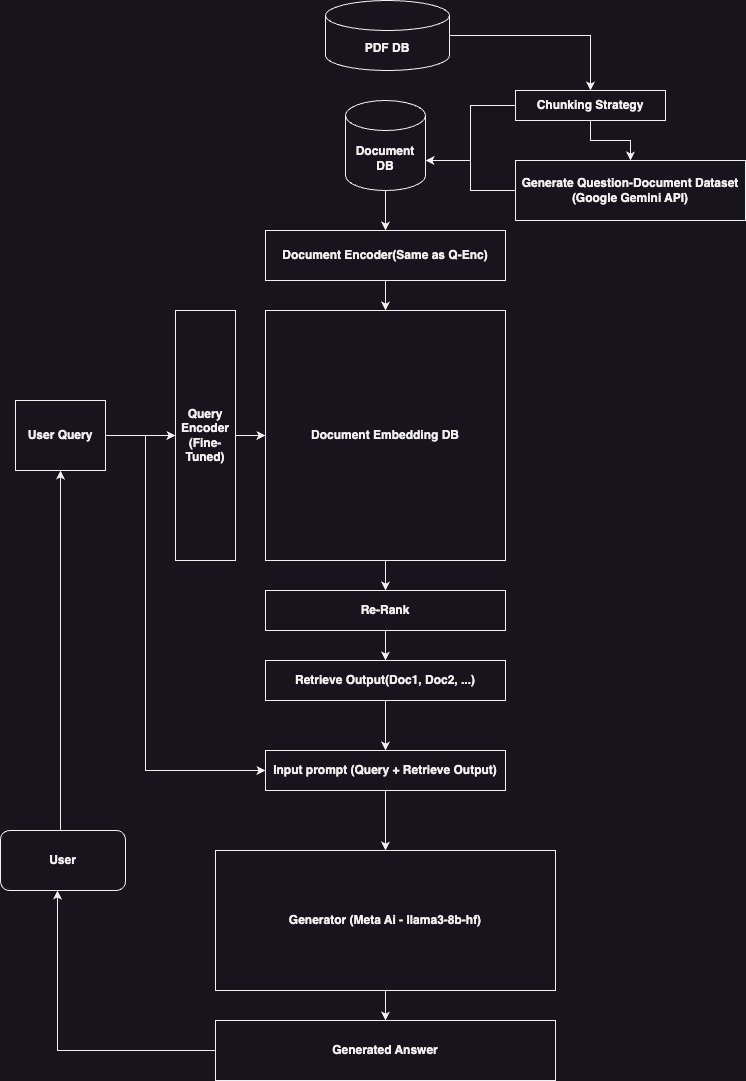 PDF DB
Chunking Strategy
Document
DB
Generate Question-Document Dataset
(Google Gemini API)
Document Encoder(Same as Q-Enc)
Query
Encoder
(Fine-
Tuned)
User Query
Document Embedding DB
Re-Rank
Retrieve Output(Doc1, Doc2, ...)
Input prompt (Query + Retrieve Output)
User
Generator (Meta Ai - llama3-8b-hf)
Generated Answer